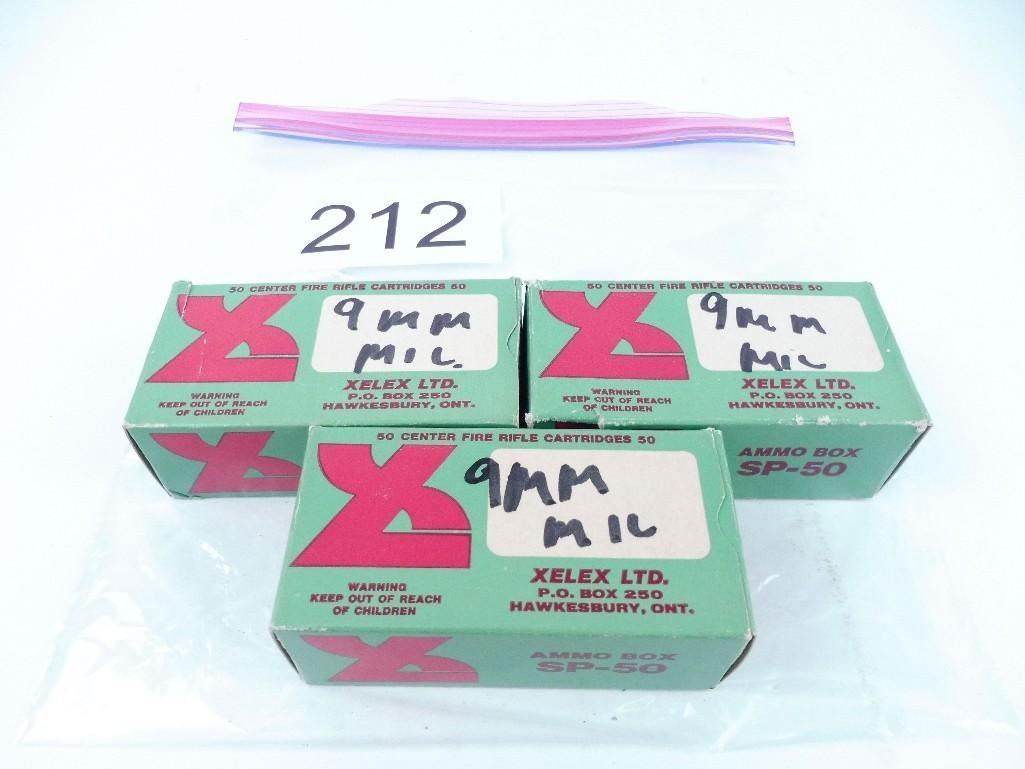 212
50 CENTER FIRE RIFLE CARTRIDGES 50
9MM
MIL.
XELEX LTD.
P.O. BOX 250
HAWKESBURY, ONT.
WARNING
KEEP OUT OF REACH
OF CHILDREN
50 CENTER FIRE RIFLE CARTRIDGES 50
9MM
MIL
XELEX LTD.
P.O. BOX 250
HAWKESBURY, ONT.
WARNING
KEEP OUT OF REACH
OF CHILDREN
AMMO BOX
SP-50
50 CENTER FIRE RIFLE CARTRIDGES 50
9MM
MIL
XELEX LTD.
P.O. BOX 250
HAWKESBURY, ONT.
WARNING
KEEP OUT OF REACH
OF CHILDREN
AMMO BOX
SP-50